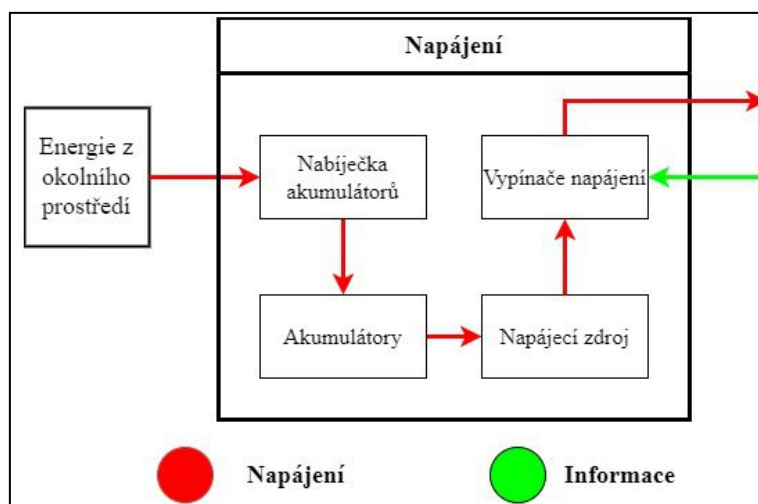 Napájení
Energie z
okolního
prostředí
Nabíječka
akumulátorů
Vypínače napájení
Akumulátory
Napájecí zdroj
Napájení
Informace